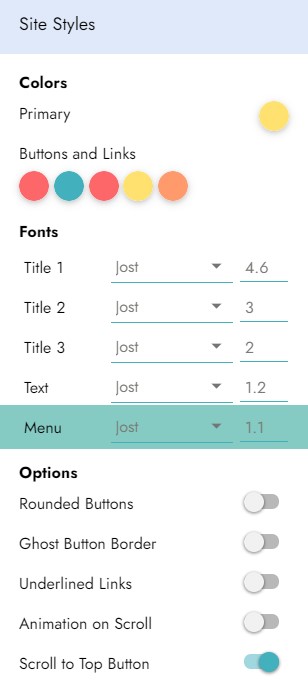 Site Styles
Colors
Primary
Buttons and Links
Fonts
Title 1 Jost 4.6
Title 2 Jost 3
Title 3 Jost 2
Text Jost 1.2
Menu Jost 1.1
Options
Rounded Buttons
Ghost Button Border
Underlined Links
Animation on Scroll
Scroll to Top Button